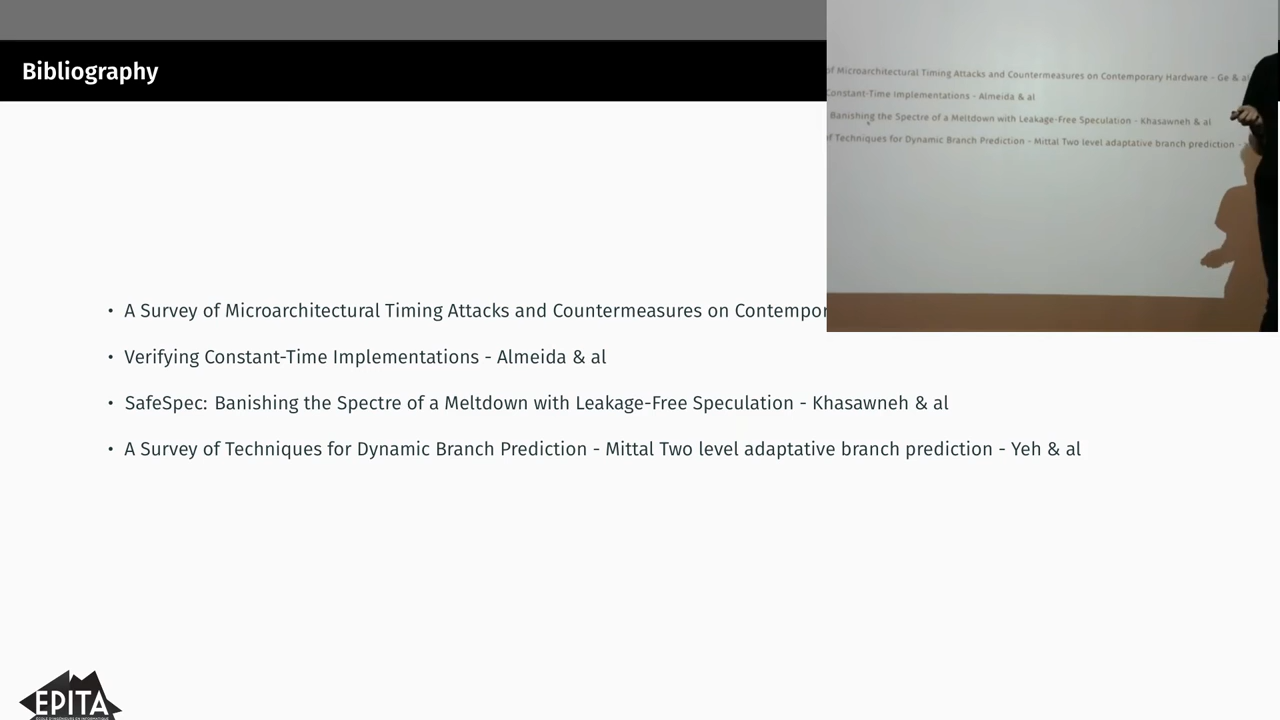 Bibliography
of Microarchitectural Timing Attacks and Countermeasures on Contemporary Hardware - Ge & al
Constant-Time Implementations - Almeida & al
Banishing the Spectre of a Meltdown with Leakage-Free Speculation - Khasawneh & al
of Techniques for Dynamic Branch Prediction - Mittal Two level adaptative branch prediction -
• A Survey of Microarchitectural Timing Attacks and Countermeasures on Contempor
• Verifying Constant-Time Implementations - Almeida & al
• SafeSpec: Banishing the Spectre of a Meltdown with Leakage-Free Speculation - Khasawneh & al
• A Survey of Techniques for Dynamic Branch Prediction - Mittal Two level adaptative branch prediction - Yeh & al
EPITA